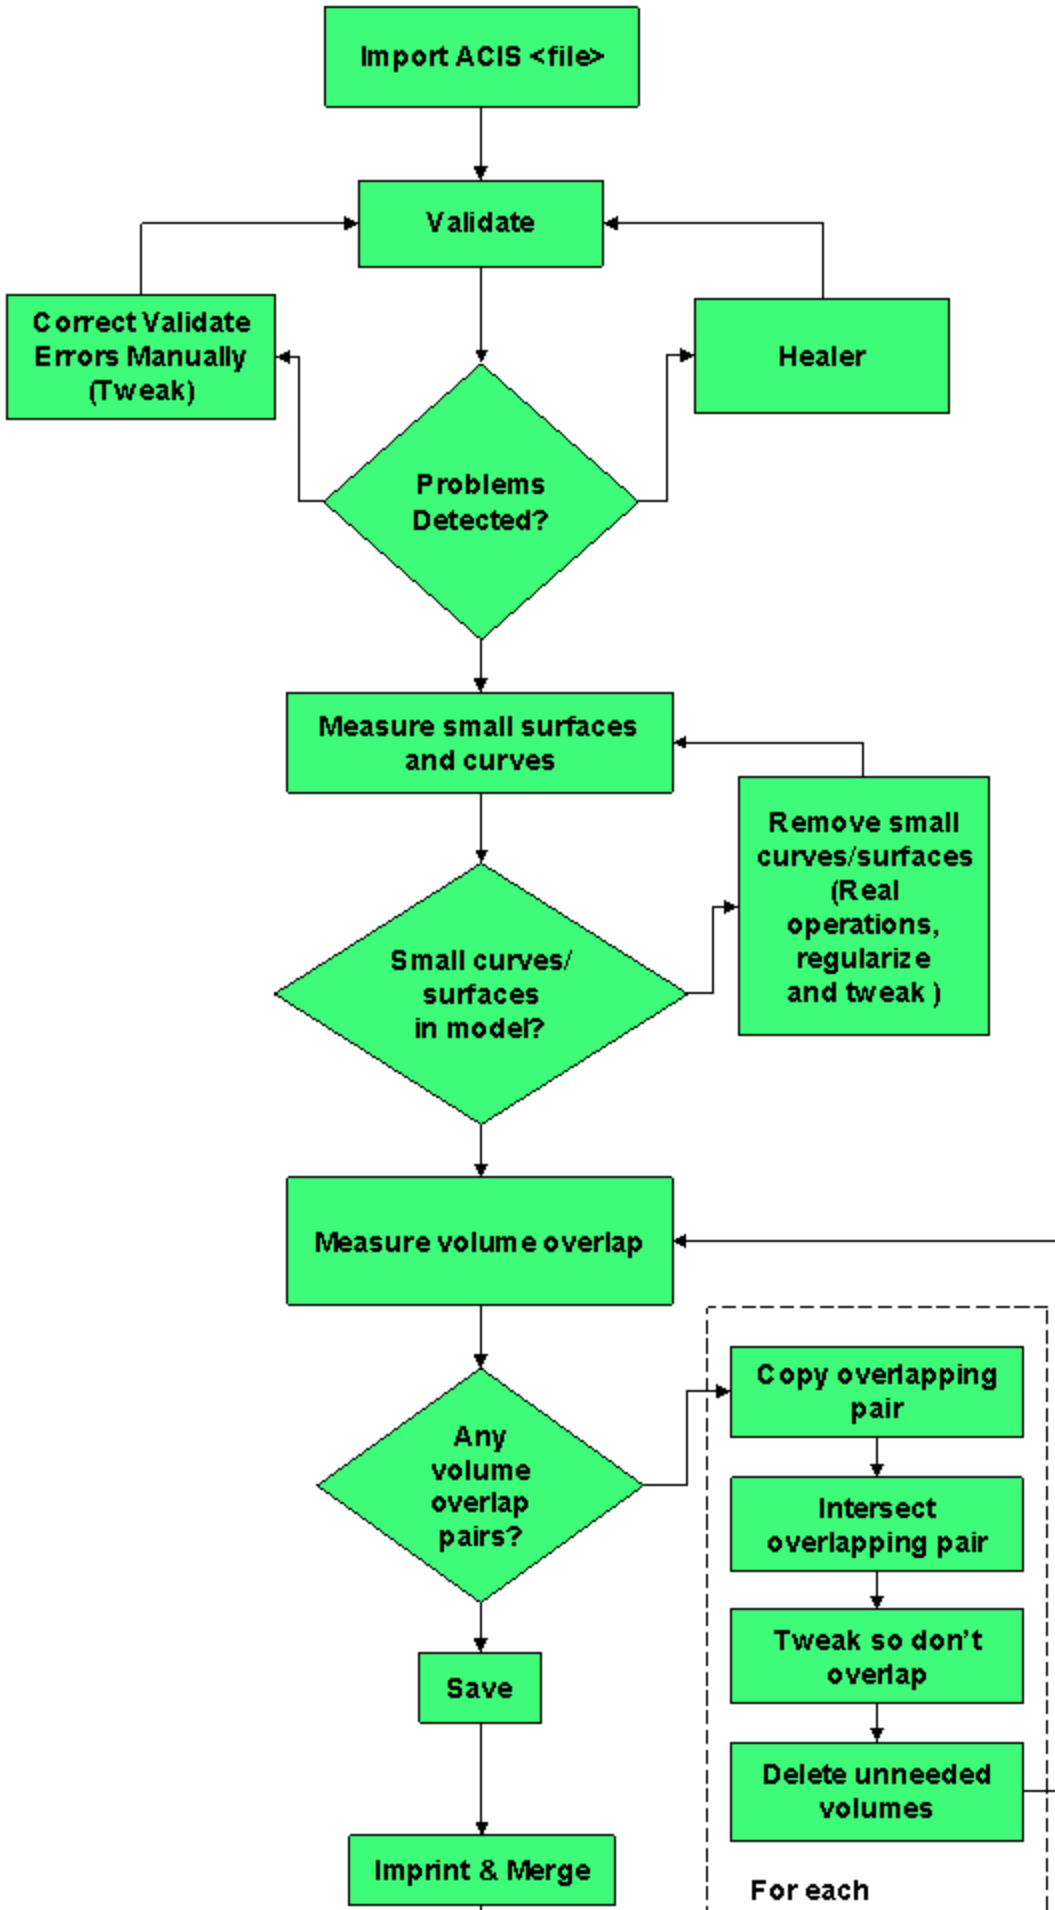 Import ACIS <file>
Validate
Correct Validate
Errors Manually
(Tweak)
Healer
Problems
Detected?
Measure small surfaces
and curves
Remove small
curves/surfaces
(Real
operations,
regularize
and tweak )
Small curves/
surfaces
in model?
Measure volume overlap
Copy overlapping
pair
Any
volume
overlap
pairs?
Intersect
overlapping pair
Tweak so don't
overlap
Save
Delete unneeded
volumes
Imprint & Merge
For each